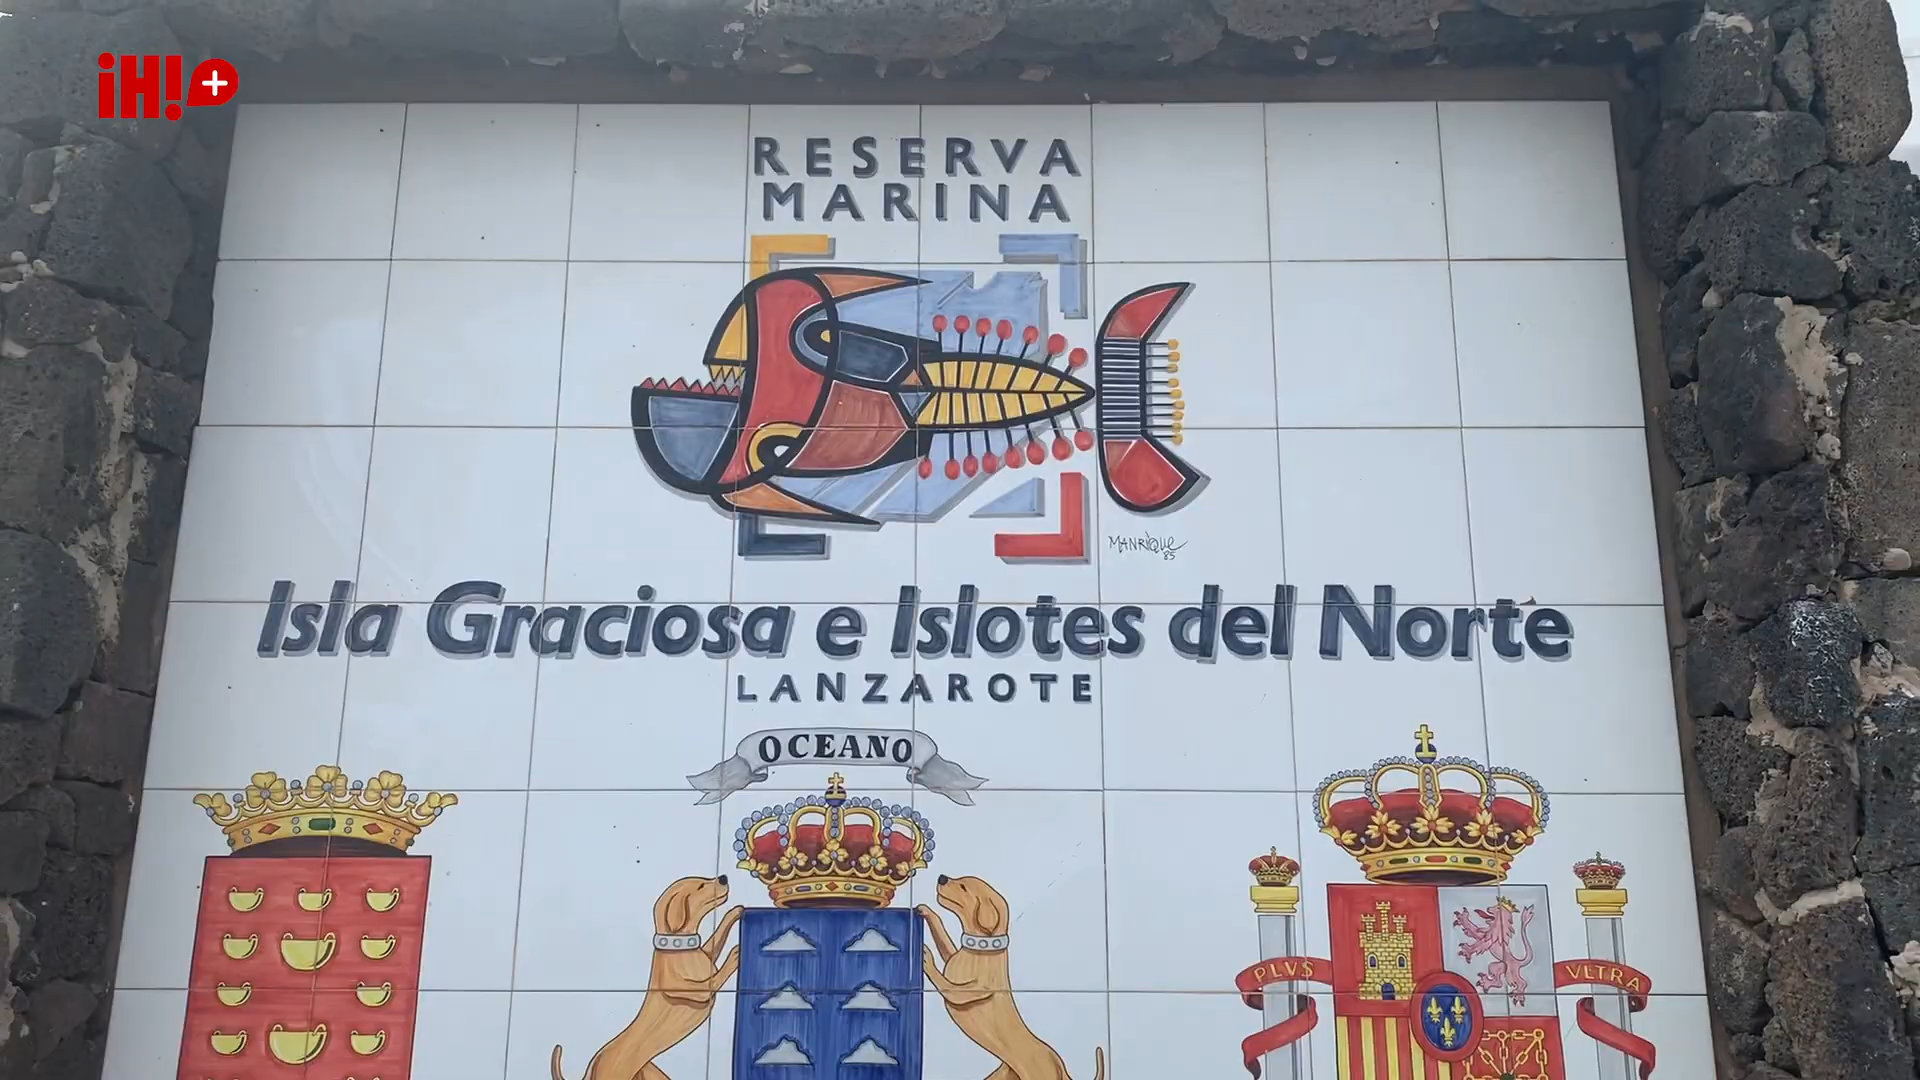 ¡H!+
RESERVA
MARINA
MANRIQUE
85
Isla Graciosa e Islotes del Norte
LANZAROTE
OCEANO
PLVS
VLTRA